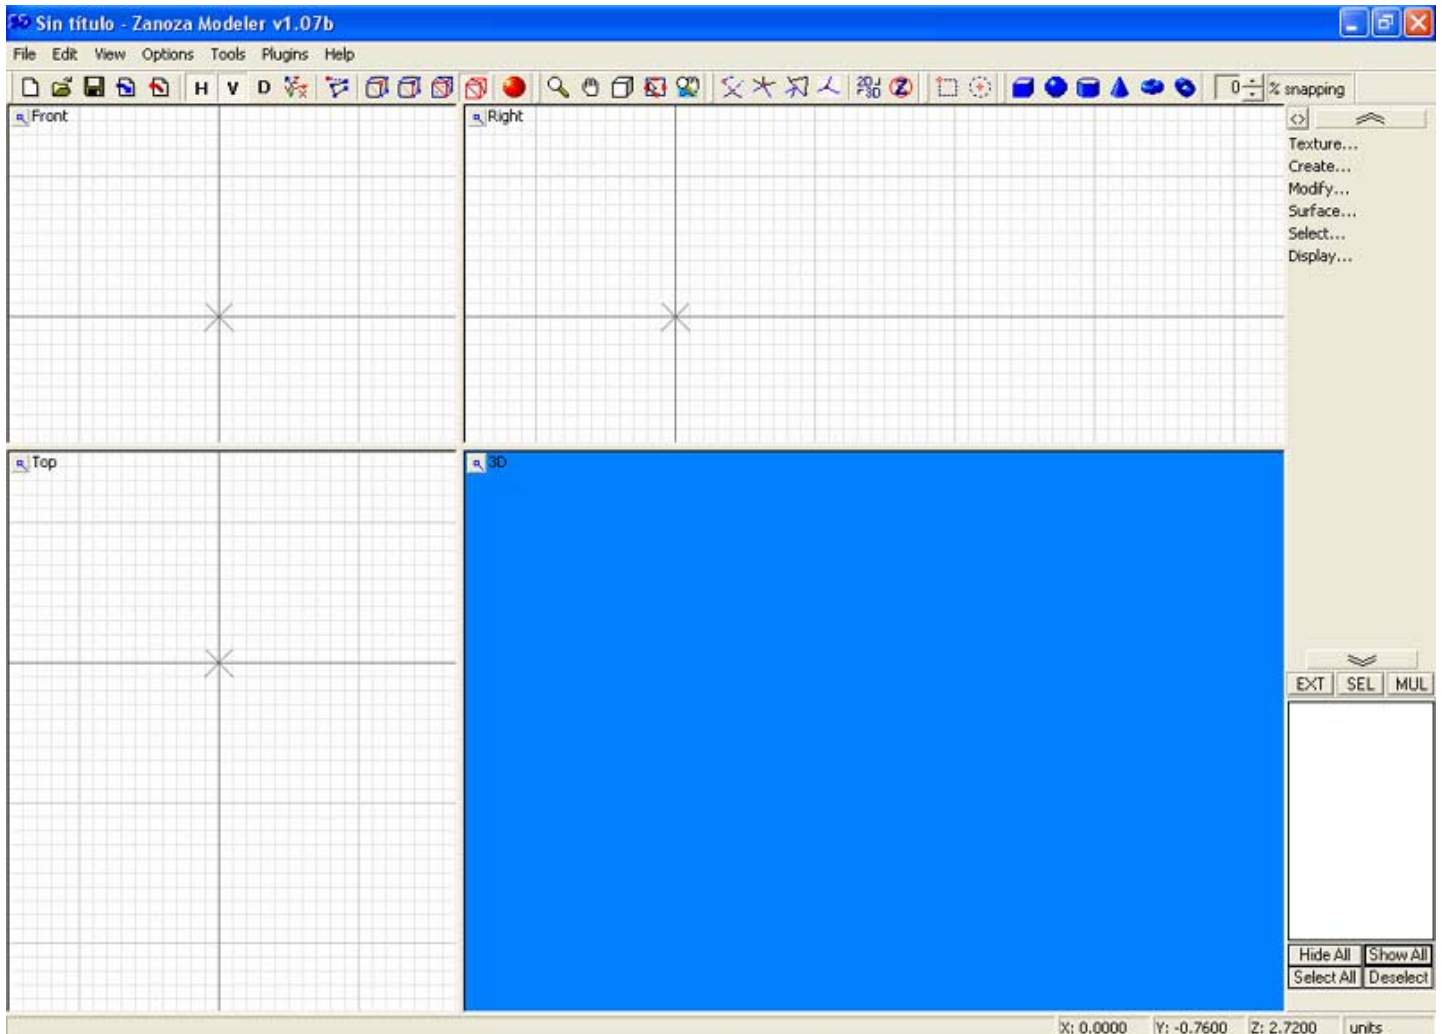 Sin título - Zanoza Modeler v1.07b
File Edit View Options Tools Plugins Help
H V D 0 % snapping
Front
Right
Texture...
Create...
Modify...
Surface...
Select...
Display...
Top
3D
EXT SEL MUL
Hide All Show All
Select All Deselect
X: 0.0000 Y: -0.7600 Z: 2.7200 units